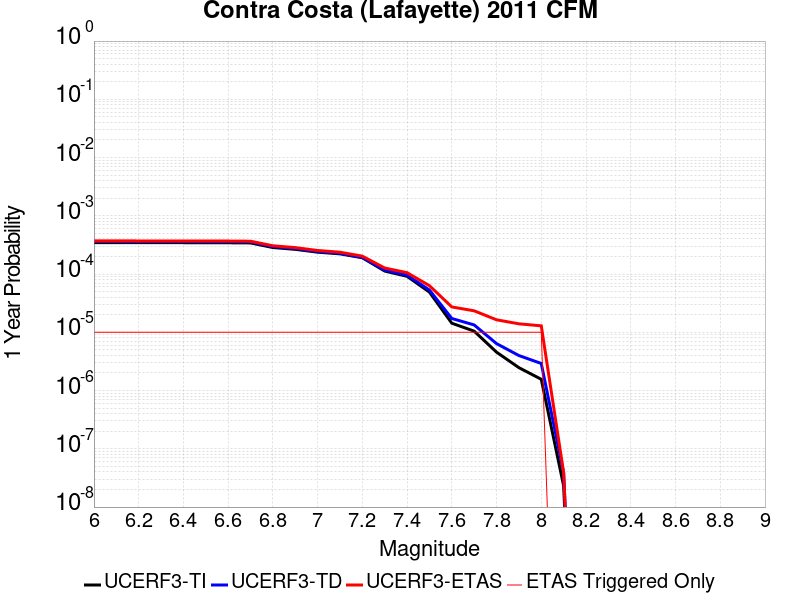 Contra Costa (Lafayette) 2011 CFM
10^0
10^-1
10^-2
10^-3
10^-4
10^-5
10^-6
10^-7
10^-8
1 Year Probability
6 6.2 6.4 6.6 6.8 7 7.2 7.4 7.6 7.8 8 8.2 8.4 8.6 8.8 9
Magnitude
UCERF3-TI UCERF3-TD UCERF3-ETAS ETAS Triggered Only